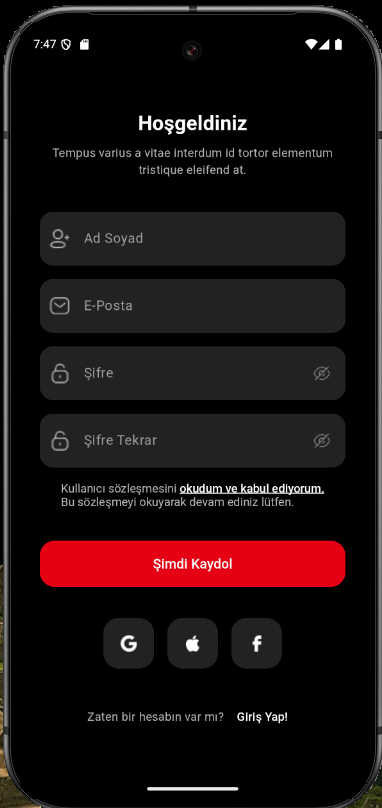 7:47
Hoşgeldiniz
Tempus varius a vitae interdum id tortor elementum
tristique eleifend at.
Ad Soyad
E-Posta
Şifre
Şifre Tekrar
Kullanıcı sözleşmesini okudum ve kabul ediyorum.
Bu sözleşmeyi okuyarak devam ediniz lütfen.
Şimdi Kaydol
Zaten bir hesabın var mı? Giriş Yap!